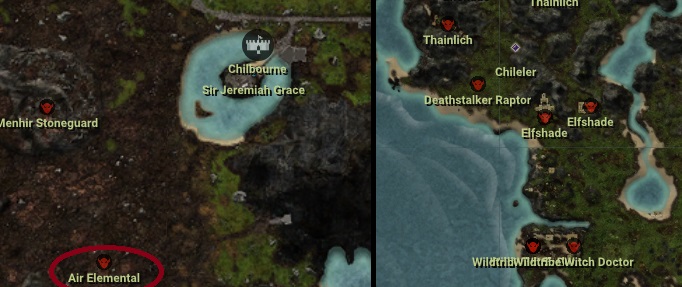 Chilbourne
Sir Jeremiah Grace
Menhir Stoneguard
Air Elemental
Thainlich
Thainlich
Chileler
Deathstalker Raptor
Elfshade
Elfshade
Witch Doctor